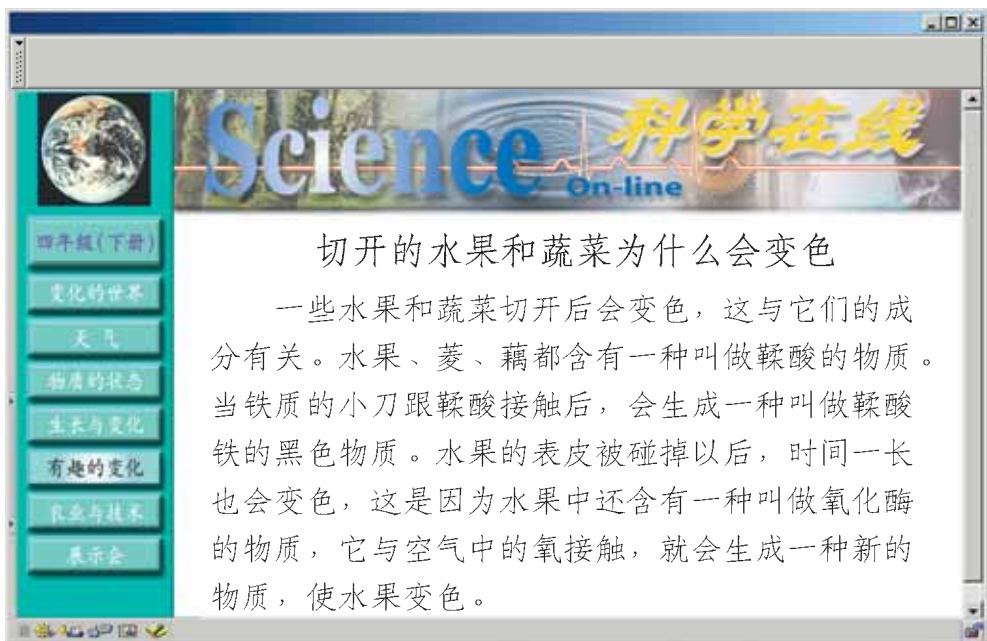 Science
科学在线
On-line
四年级(下册)
变化的世界
天气
物质的状态
生长与变化
有趣的变化
农业与技术
展示会
切开的水果和蔬菜为什么会变色
一些水果和蔬菜切开后会变色，这与它们的成
分有关。水果、菱、藕都含有一种叫做鞣酸的物质。
当铁质的小刀跟鞣酸接触后，会生成一种叫做鞣酸
铁的黑色物质。水果的表皮被碰掉以后，时间一长
也会变色，这是因为水果中还含有一种叫做氧化酶
的物质，它与空气中的氧接触，就会生成一种新的
物质，使水果变色。